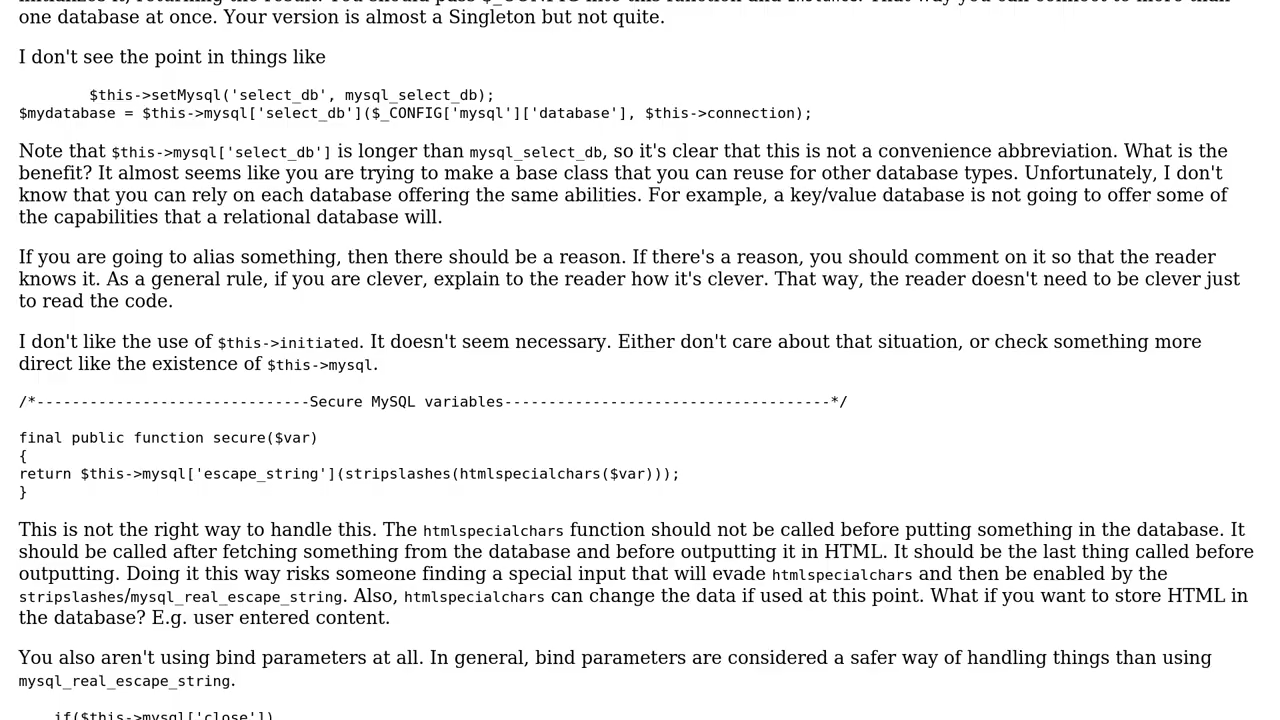 one database at once. Your version is almost a Singleton but not quite.
I don't see the point in things like
$this->setMysql('select_db', mysql_select_db);
$mydatabase = $this->mysql['select_db']($_CONFIG['mysql']['database'], $this->connection);
Note that $this->mysql['select_db'] is longer than mysql_select_db, so it's clear that this is not a convenience abbreviation. What is the
benefit? It almost seems like you are trying to make a base class that you can reuse for other database types. Unfortunately, I don't
know that you can rely on each database offering the same abilities. For example, a key/value database is not going to offer some of
the capabilities that a relational database will.
If you are going to alias something, then there should be a reason. If there's a reason, you should comment on it so that the reader
knows it. As a general rule, if you are clever, explain to the reader how it's clever. That way, the reader doesn't need to be clever just
to read the code.
I don't like the use of $this->initiated. It doesn't seem necessary. Either don't care about that situation, or check something more
direct like the existence of $this->mysql.
/*-------------------------------Secure MySQL variables-------------------------------------*/
final public function secure($var)
{
return $this->mysql['escape_string'](stripslashes(htmlspecialchars($var)));
}
This is not the right way to handle this. The htmlspecialchars function should not be called before putting something in the database. It
should be called after fetching something from the database and before outputting it in HTML. It should be the last thing called before
outputting. Doing it this way risks someone finding a special input that will evade htmlspecialchars and then be enabled by the
stripslashes/mysql_real_escape_string. Also, htmlspecialchars can change the data if used at this point. What if you want to store HTML in
the database? E.g. user entered content.
You also aren't using bind parameters at all. In general, bind parameters are considered a safer way of handling things than using
mysql_real_escape_string.
if($this->mysql['close'])